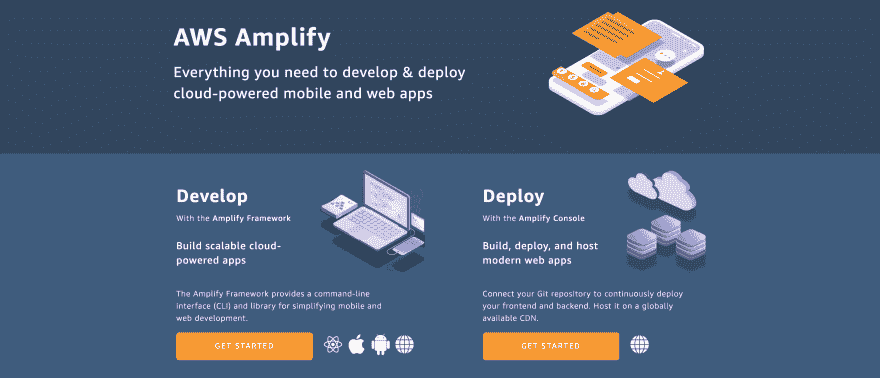 AWS Amplify
Everything you need to develop & deploy
cloud-powered mobile and web apps
Develop
With the Amplify Framework
Build scalable cloud-
powered apps
The Amplify Framework provides a command-line
interface (CLI) and library for simplifying mobile and
web development.
GET STARTED
Deploy
With the Amplify Console
Build, deploy, and host
modern web apps
Connect your Git repository to continuously deploy
your frontend and backend. Host it on a globally
available CDN.
GET STARTED